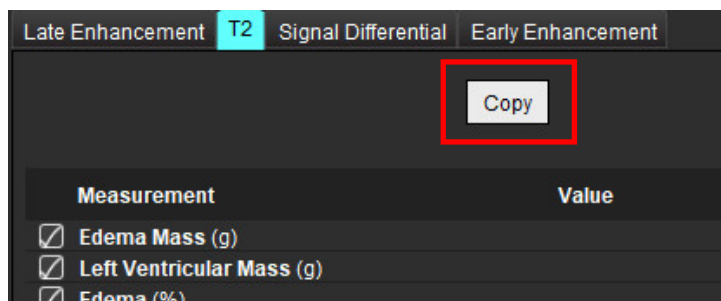 Late Enhancement T2 Signal Differential Early Enhancement
Copy
Measurement Value
Edema Mass (g)
Left Ventricular Mass (g)
Edema (%)